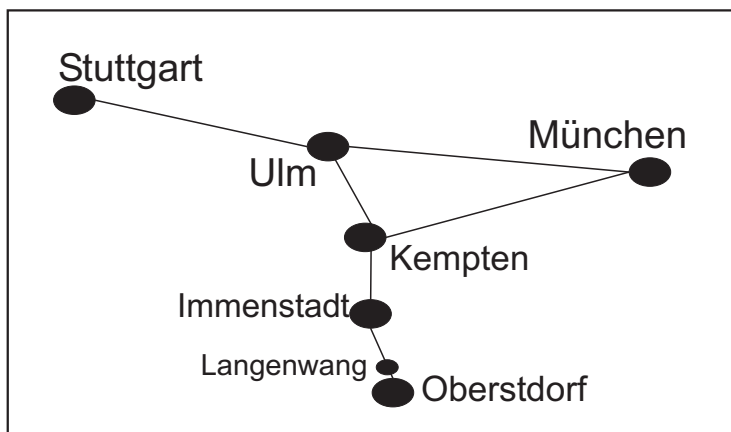 Stuttgart
München
Ulm
Kempten
Immenstadt
Langenwang
Oberstdorf